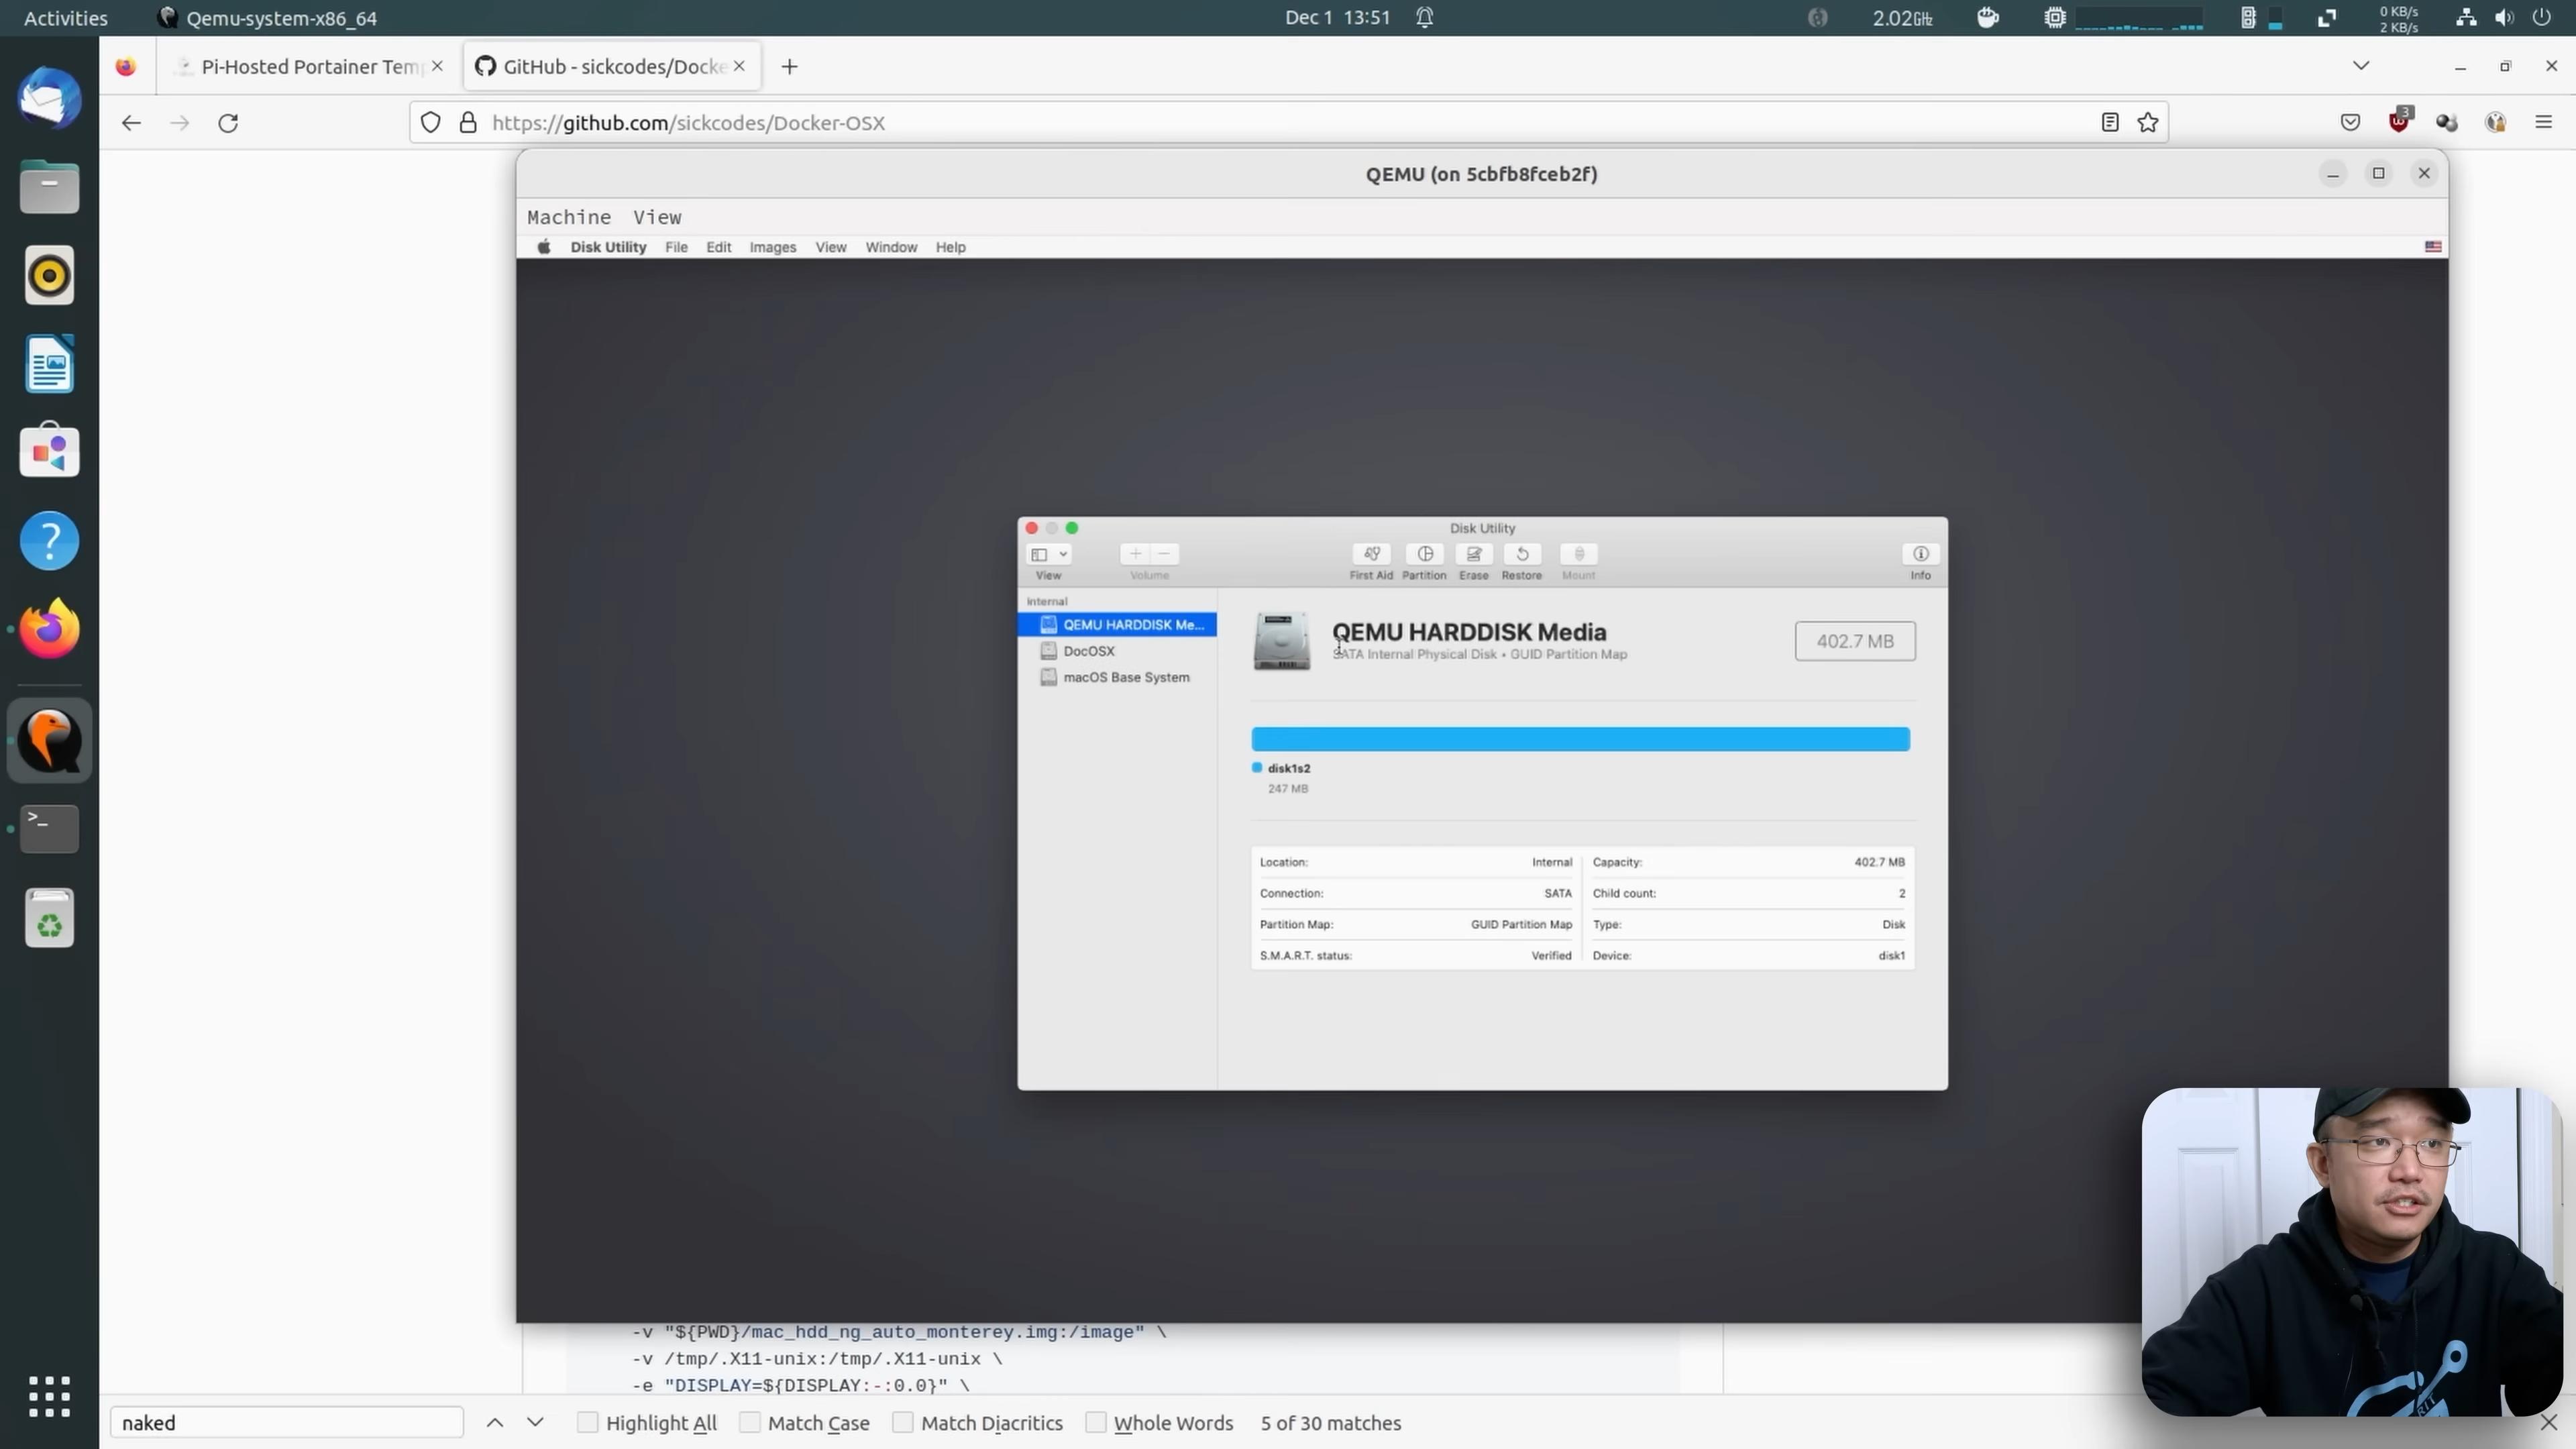 Activities
Qemu-system-x86_64
Dec 1 13:51
2.02GHz
0 KB/s
2 KB/s
Pi-Hosted Portainer Temp
GitHub - sickcodes/Docke
https://github.com/sickcodes/Docker-OSX
3
QEMU (on 5cbfb8fceb2f)
Machine View
Disk Utility File Edit Images View Window Help
Disk Utility
View
Volume
First Aid
Partition
Erase
Restore
Mount
Info
Internal
QEMU HARDDISK Me...
DocOSX
macOS Base System
QEMU HARDDISK Media
SATA Internal Physical Disk • GUID Partition Map
402.7 MB
disk1s2
247 MB
Location: Internal
Capacity: 402.7 MB
Connection: SATA
Child count: 2
Partition Map: GUID Partition Map
Type: Disk
S.M.A.R.T. status: Verified
Device: disk1
-v "${PWD}/mac_hdd_ng_auto_monterey.img:/image" \
-v /tmp/.X11-unix:/tmp/.X11-unix \
-e "DISPLAY=${DISPLAY:-:0.0}" \
naked
Highlight All
Match Case
Match Diacritics
Whole Words
5 of 30 matches